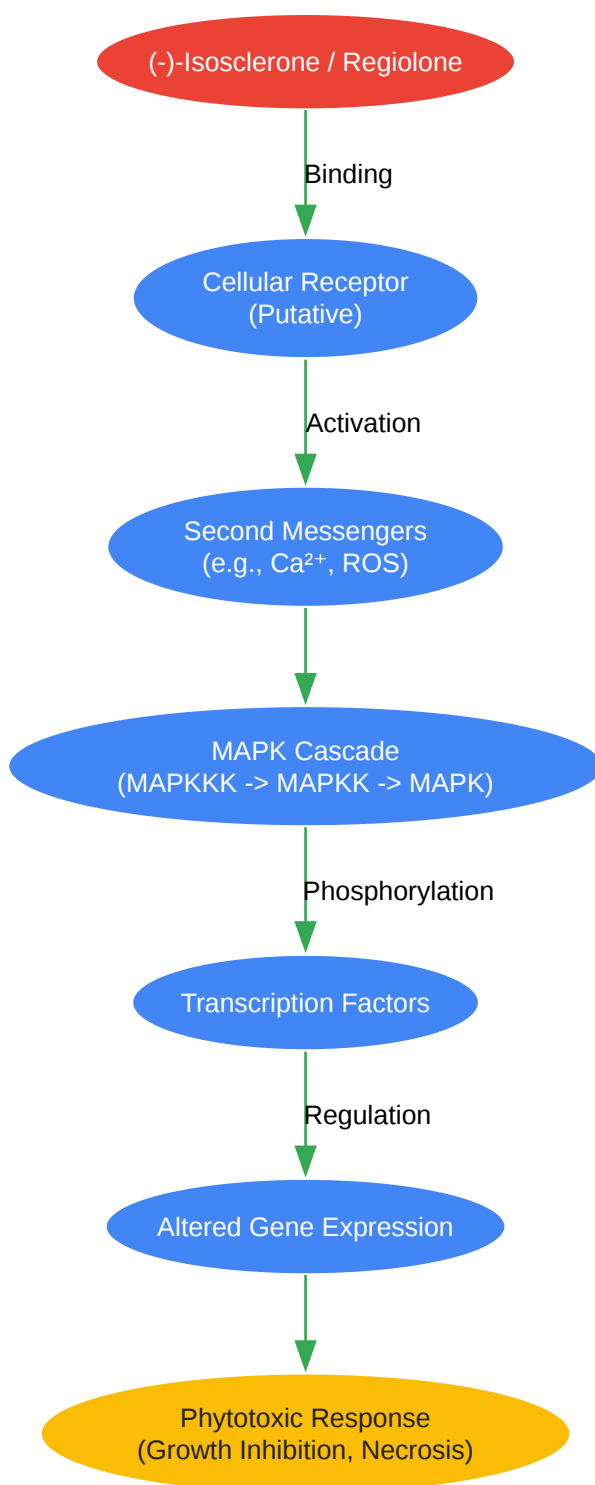 (-)-Isosclerone / Regiolone
Binding
Cellular Receptor
(Putative)
Activation
Second Messengers
(e.g., Ca²⁺, ROS)
MAPK Cascade
(MAPKKK -> MAPKK -> MAPK)
Phosphorylation
Transcription Factors
Regulation
Altered Gene Expression
Phytotoxic Response
(Growth Inhibition, Necrosis)